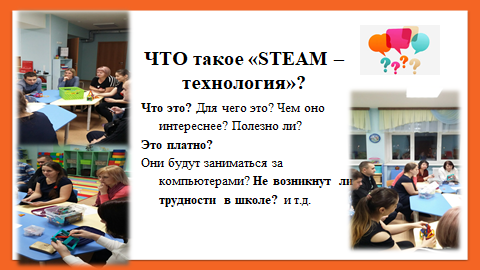 ЧТО такое «STEAM –
технология»?
Что это? Для чего это? Чем оно
интереснее? Полезно ли?
Это платно?
Они будут заниматься за
компьютерами? Не возникнут ли
трудности в школе? и т.д.